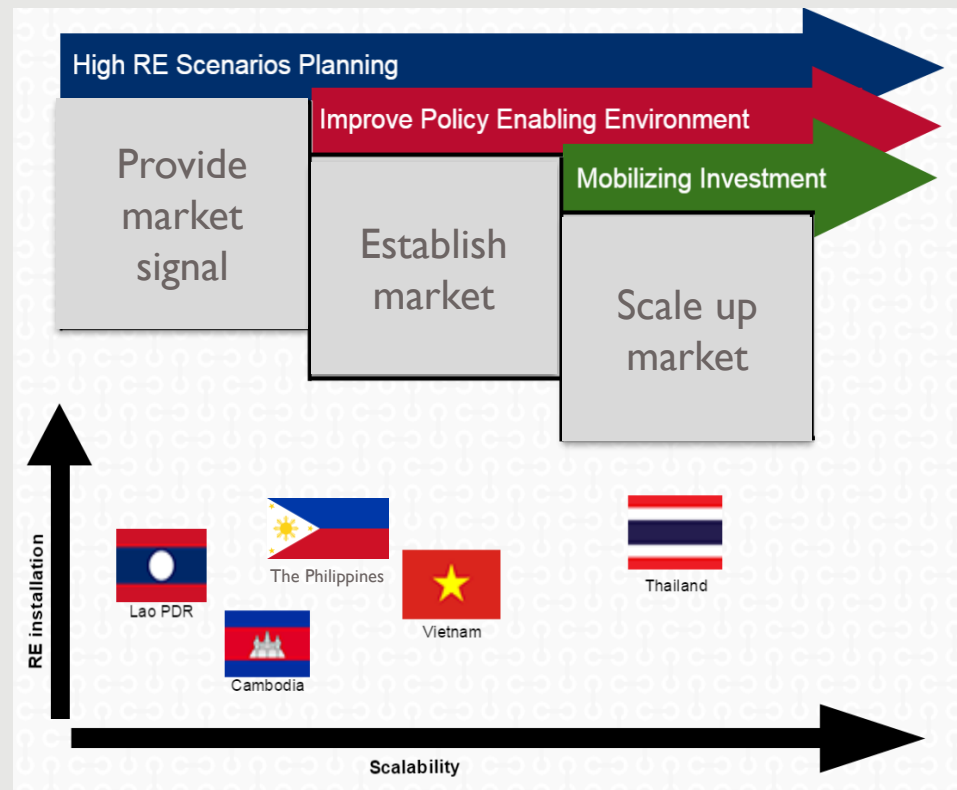 High RE Scenarios Planning
Improve Policy Enabling Environment
Mobilizing Investment
Provide
market
signal
Establish
market
Scale up
market
RE installation
Lao PDR
The Philippines
Cambodia
Vietnam
Thailand
Scalability